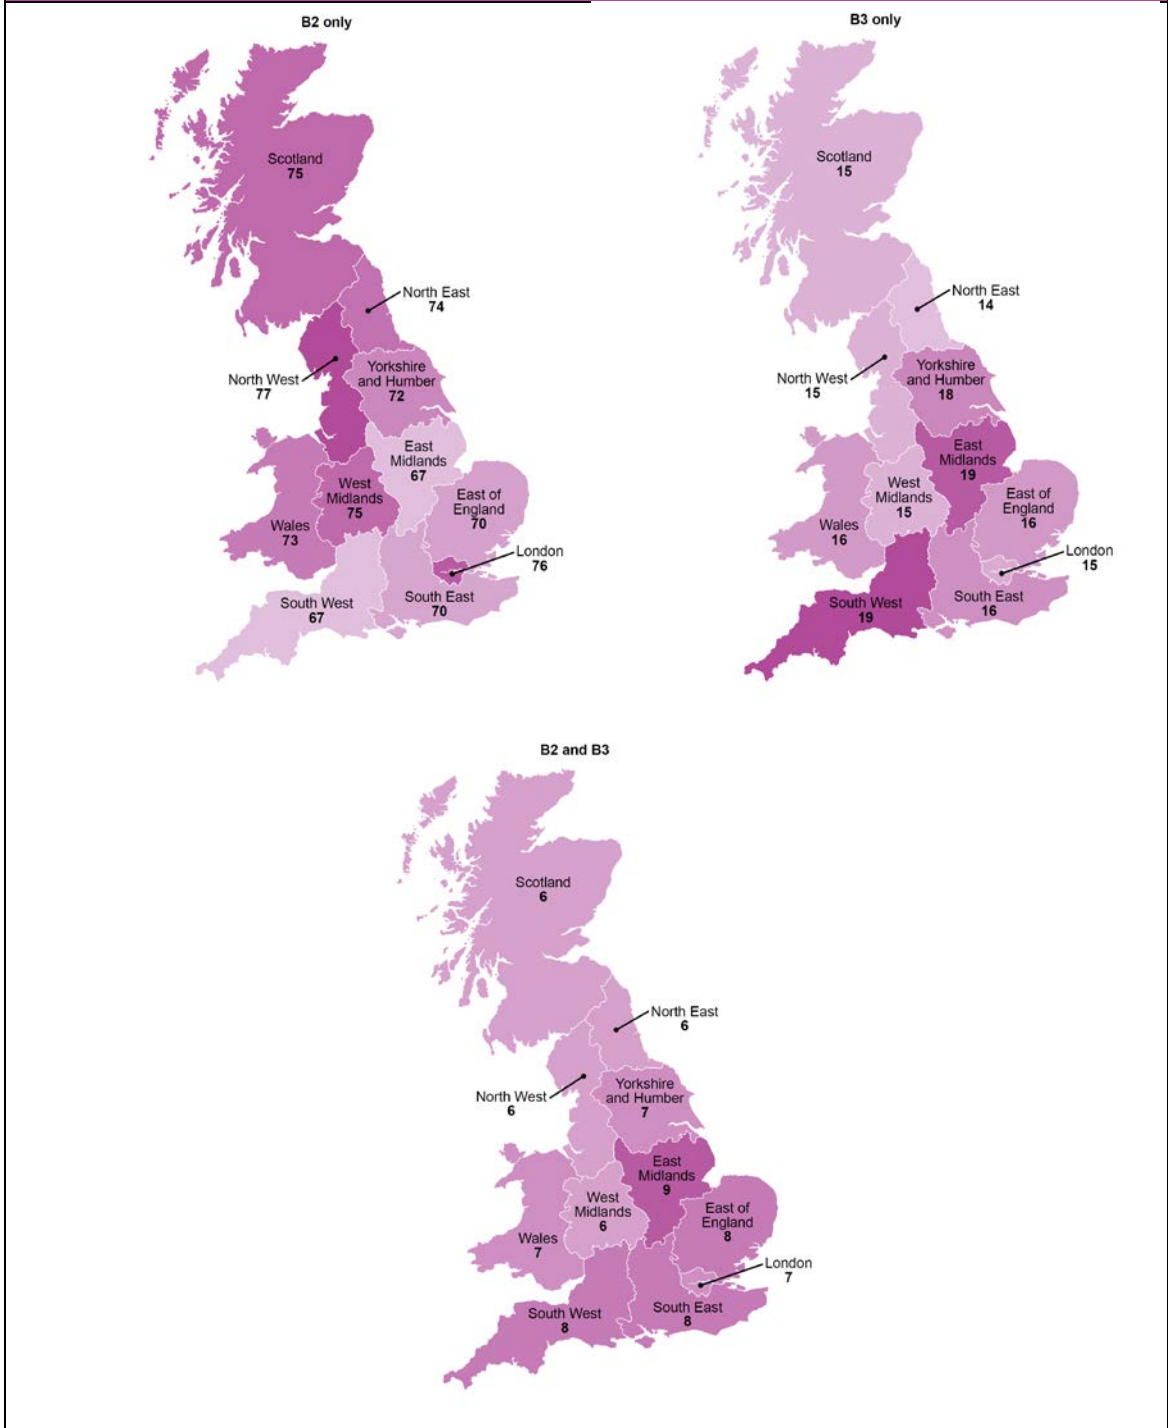 B2 only
Scotland
75
North East
74
North West
77
Yorkshire
and Humber
72
East
Midlands
67
West
Midlands
75
East of
England
70
Wales
73
London
76
South West
67
South East
70
B3 only
Scotland
15
North East
14
North West
15
Yorkshire
and Humber
18
East
Midlands
19
West
Midlands
15
East of
England
16
Wales
16
London
15
South West
19
South East
16
B2 and B3
Scotland
6
North East
6
North West
6
Yorkshire
and Humber
7
East
Midlands
9
West
Midlands
6
East of
England
8
Wales
7
London
7
South West
8
South East
8